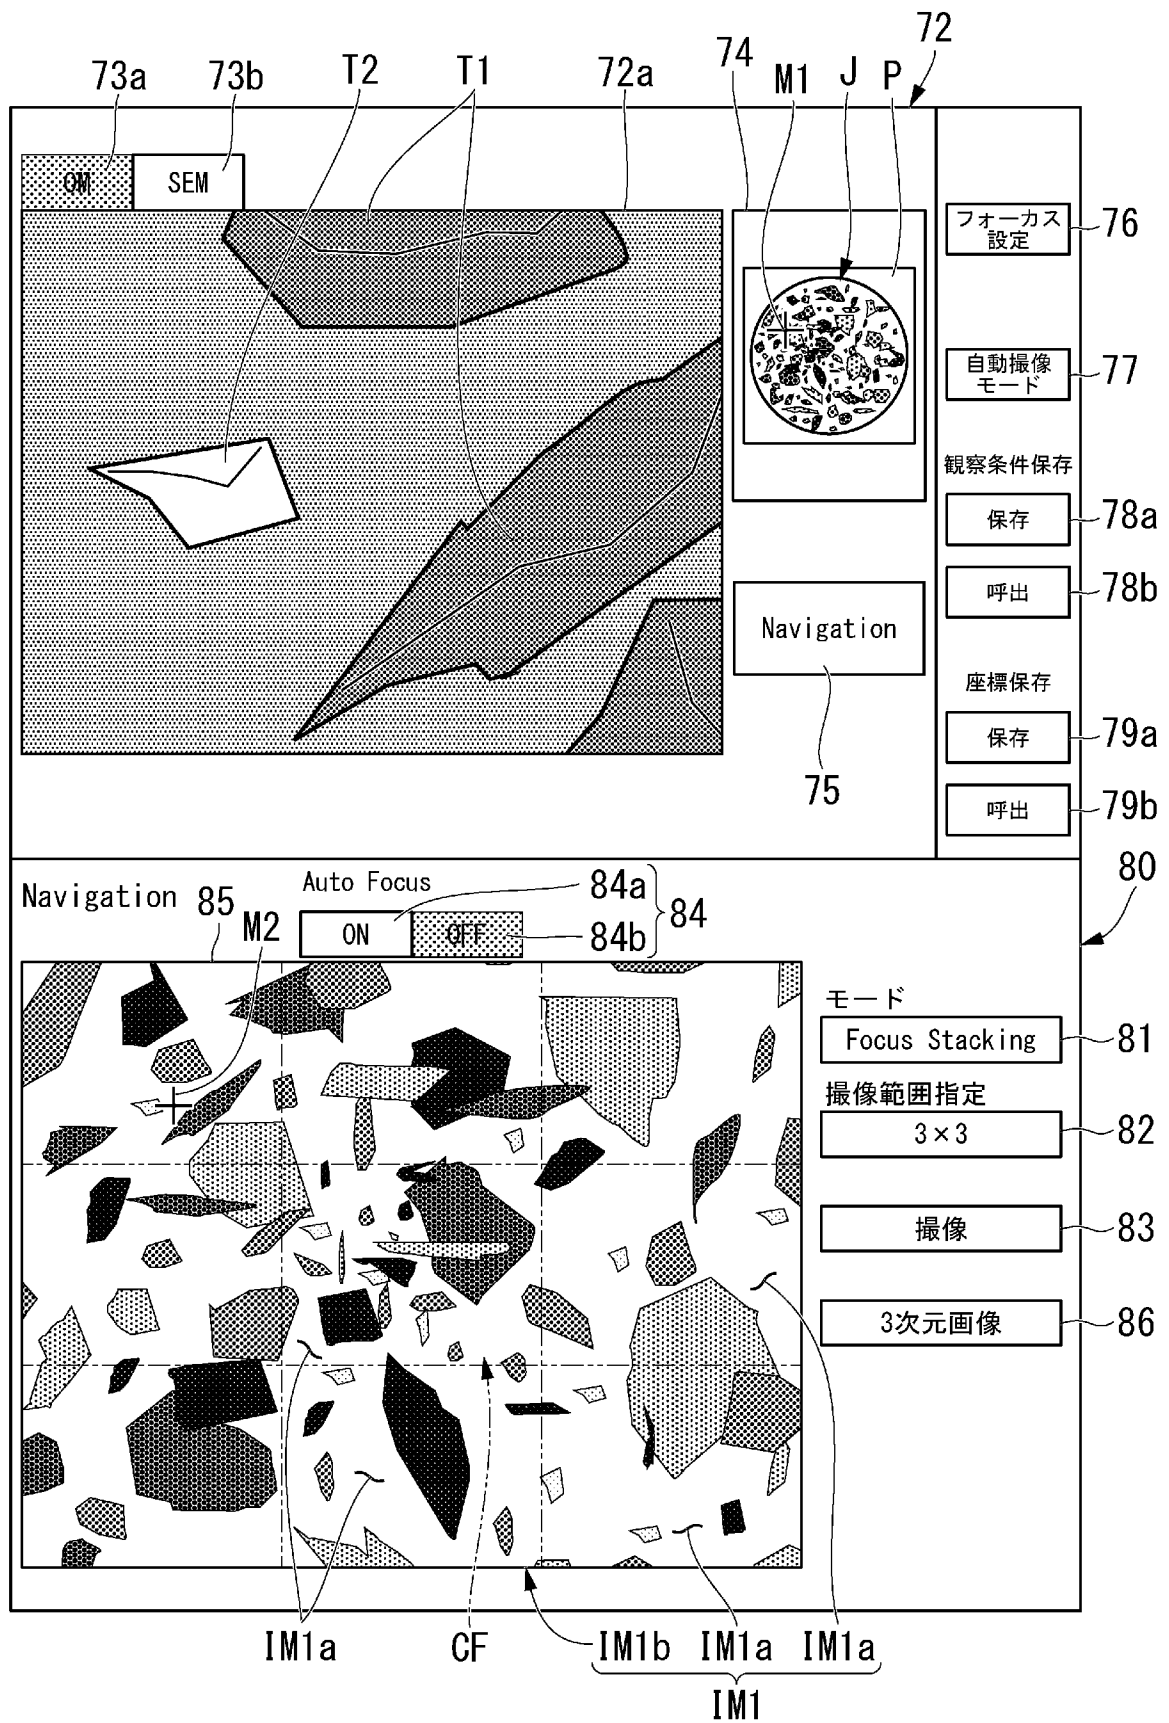 72
73a
73b
T2
T1
72a
74
M1
J
P
OM
SEM
フォーカス
設定
76
自動撮像
モード
77
観察条件保存
保存
78a
呼出
78b
Navigation
75
座標保存
保存
79a
呼出
79b
80
Navigation
85
M2
Auto Focus
ON
OFF
84a
84b
84
モード
Focus Stacking
81
撮像範囲指定
3×3
82
撮像
83
3次元画像
86
IM1a
CF
IM1b
IM1a
IM1a
IM1